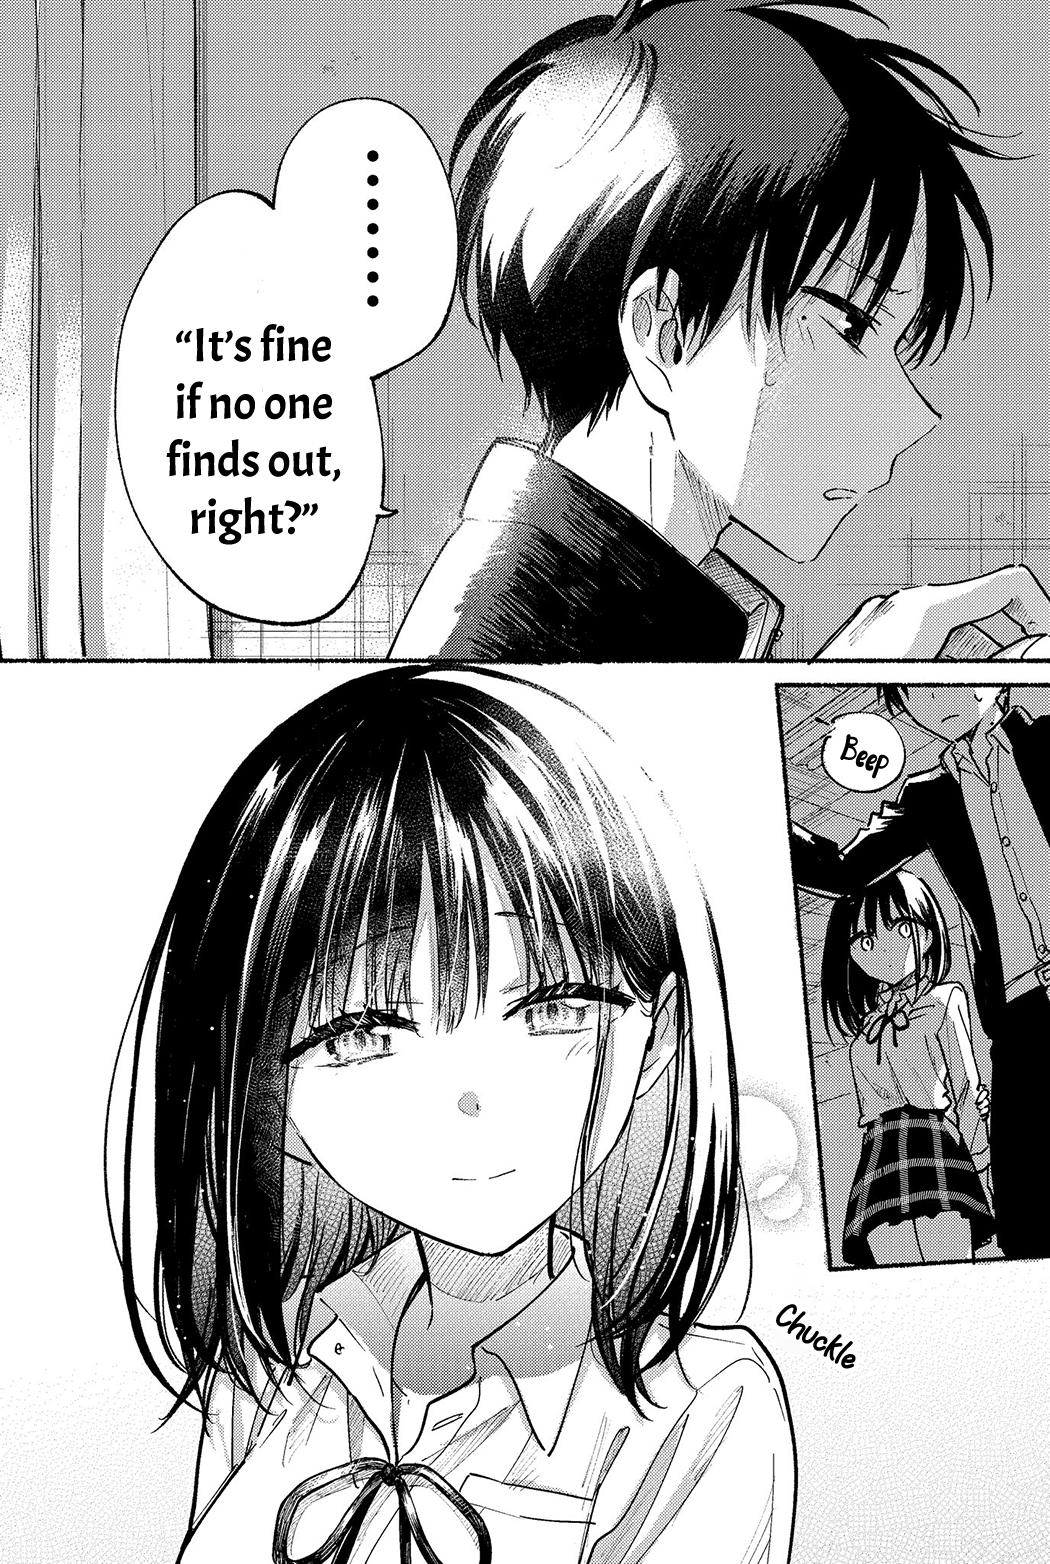 “It’s fine
if no one
finds out,
right?”
Beep
Chuckle